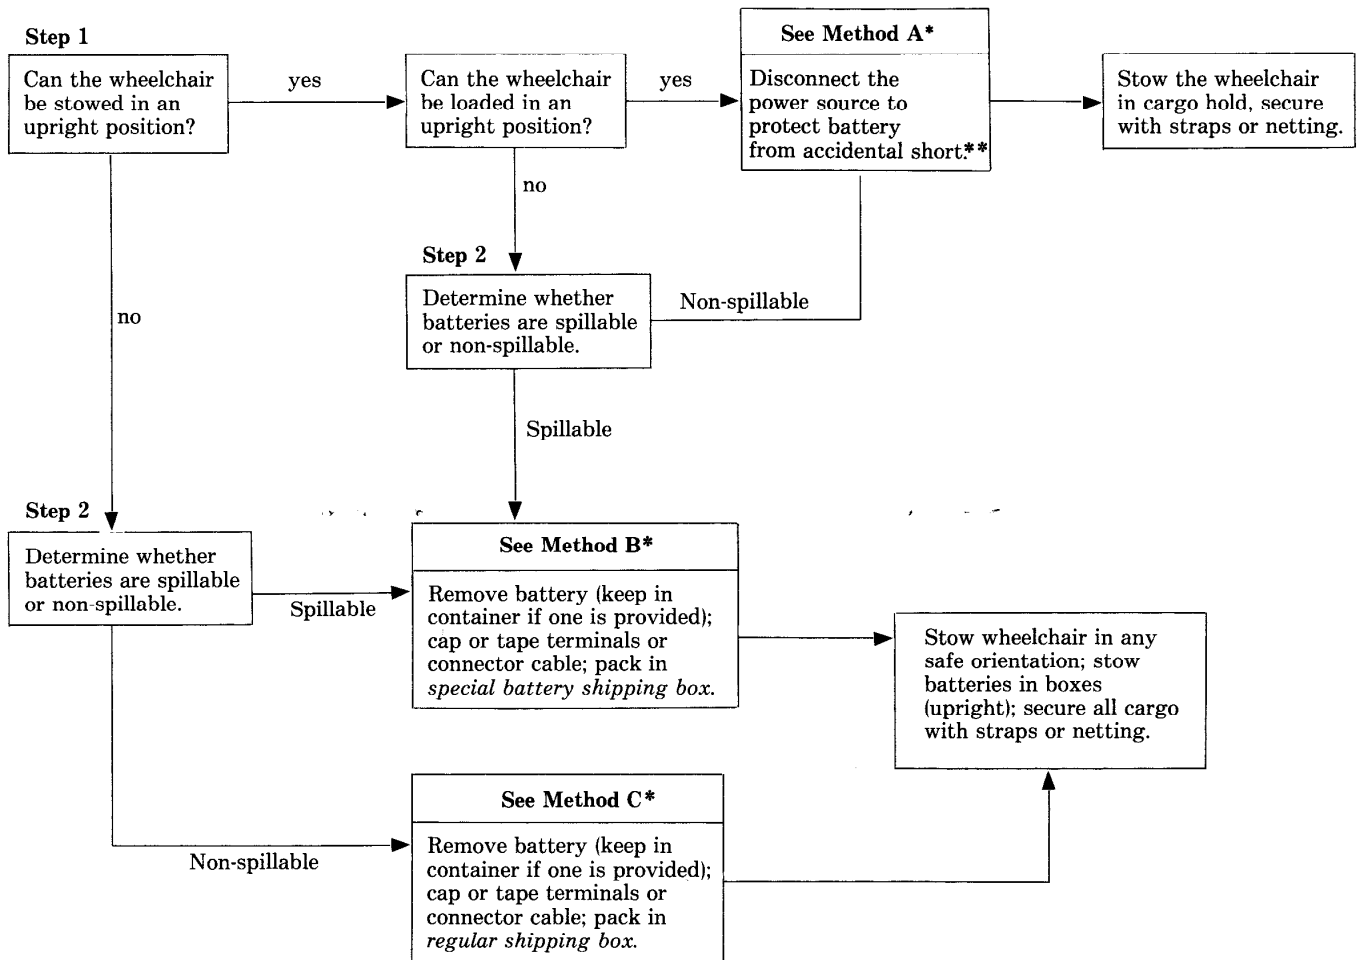 Step 1
Can the wheelchair
be stowed in an
upright position?
yes
Can the wheelchair
be loaded in an
upright position?
yes
See Method A*
Disconnect the
power source to
protect battery
from accidental short.**
Stow the wheelchair
in cargo hold, secure
with straps or netting.
no
no
Step 2
Determine whether
batteries are spillable
or non-spillable.
Non-spillable
Spillable
Step 2
Determine whether
batteries are spillable
or non-spillable.
Spillable
Non-spillable
See Method B*
Remove battery (keep in
container if one is provided);
cap or tape terminals or
connector cable; pack in
special battery shipping box.
Stow wheelchair in any
safe orientation; stow
batteries in boxes
(upright); secure all cargo
with straps or netting.
See Method C*
Remove battery (keep in
container if one is provided);
cap or tape terminals or
connector cable; pack in
regular shipping box.